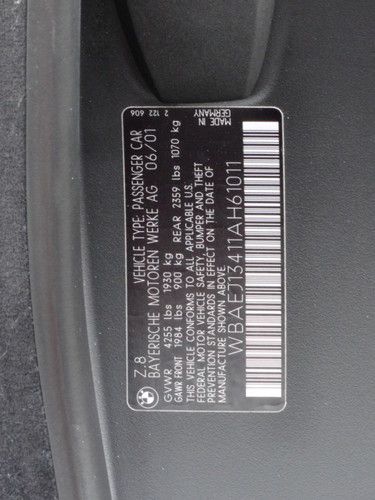 Z.8 VEHICLE TYPE: PASSENGER CAR 2 122 606
BAYERISCHE MOTOREN WERKE AG 06/01 MADE IN GERMANY
GVWR 4255 lbs 1930 kg
GAWR FRONT 1984 lbs 900 kg REAR 2359 lbs 1070 kg
THIS VEHICLE CONFORMS TO ALL APPLICABLE U.S.
FEDERAL MOTOR VEHICLE SAFETY, BUMPER, AND THEFT
PREVENTION STANDARDS IN EFFECT ON THE DATE OF
MANUFACTURE SHOWN ABOVE.
WBAEJ13411AH61011
BMW